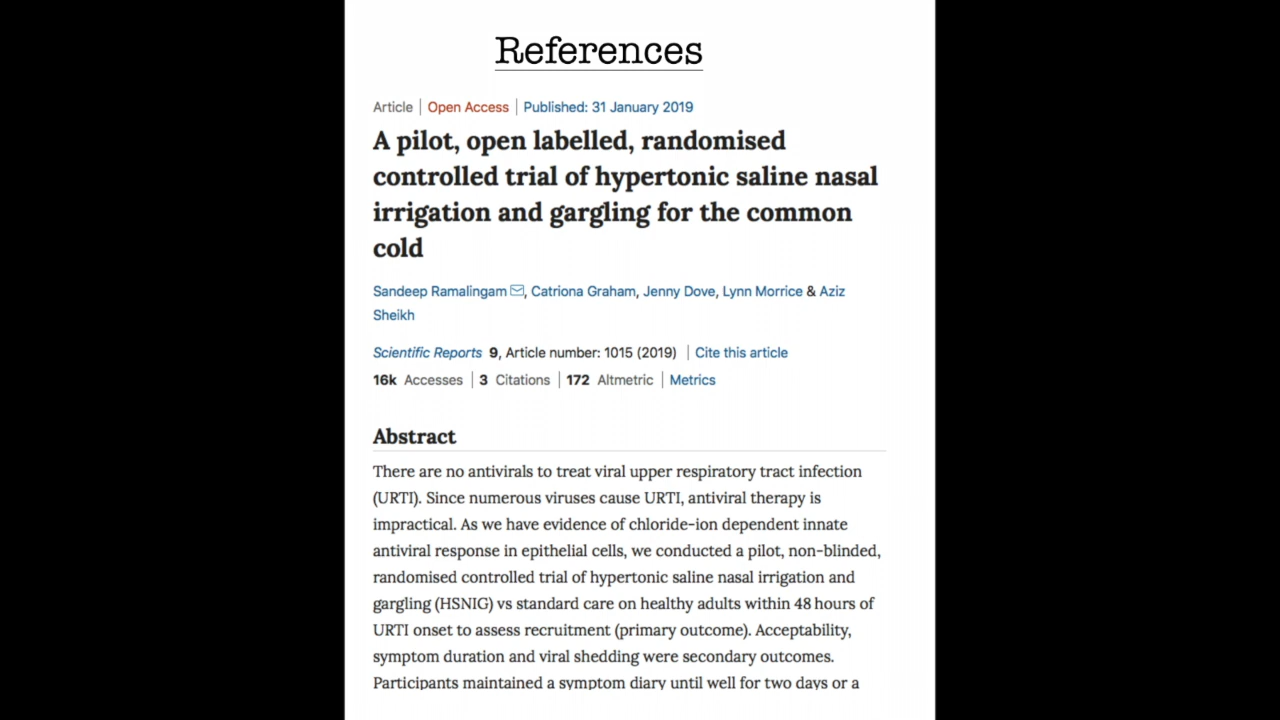 References
Article | Open Access | Published: 31 January 2019
A pilot, open labelled, randomised
controlled trial of hypertonic saline nasal
irrigation and gargling for the common
cold
Sandeep Ramalingam, Catriona Graham, Jenny Dove, Lynn Morrice & Aziz
Sheikh
Scientific Reports 9, Article number: 1015 (2019) | Cite this article
16k Accesses | 3 Citations | 172 Altmetric | Metrics
Abstract
There are no antivirals to treat viral upper respiratory tract infection
(URTI). Since numerous viruses cause URTI, antiviral therapy is
impractical. As we have evidence of chloride-ion dependent innate
antiviral response in epithelial cells, we conducted a pilot, non-blinded,
randomised controlled trial of hypertonic saline nasal irrigation and
gargling (HSNIG) vs standard care on healthy adults within 48 hours of
URTI onset to assess recruitment (primary outcome). Acceptability,
symptom duration and viral shedding were secondary outcomes.
Participants maintained a symptom diary until well for two days or a